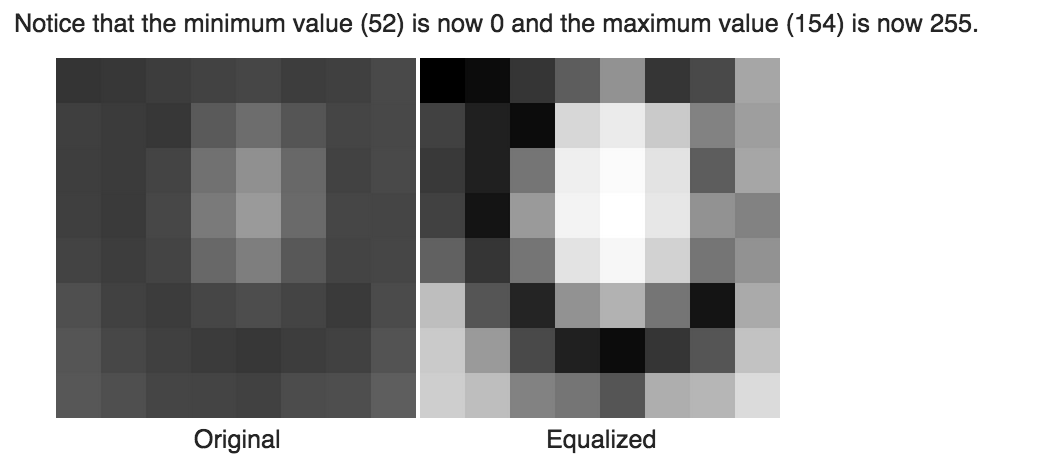 Notice that the minimum value (52) is now 0 and the maximum value (154) is now 255.
Original
Equalized